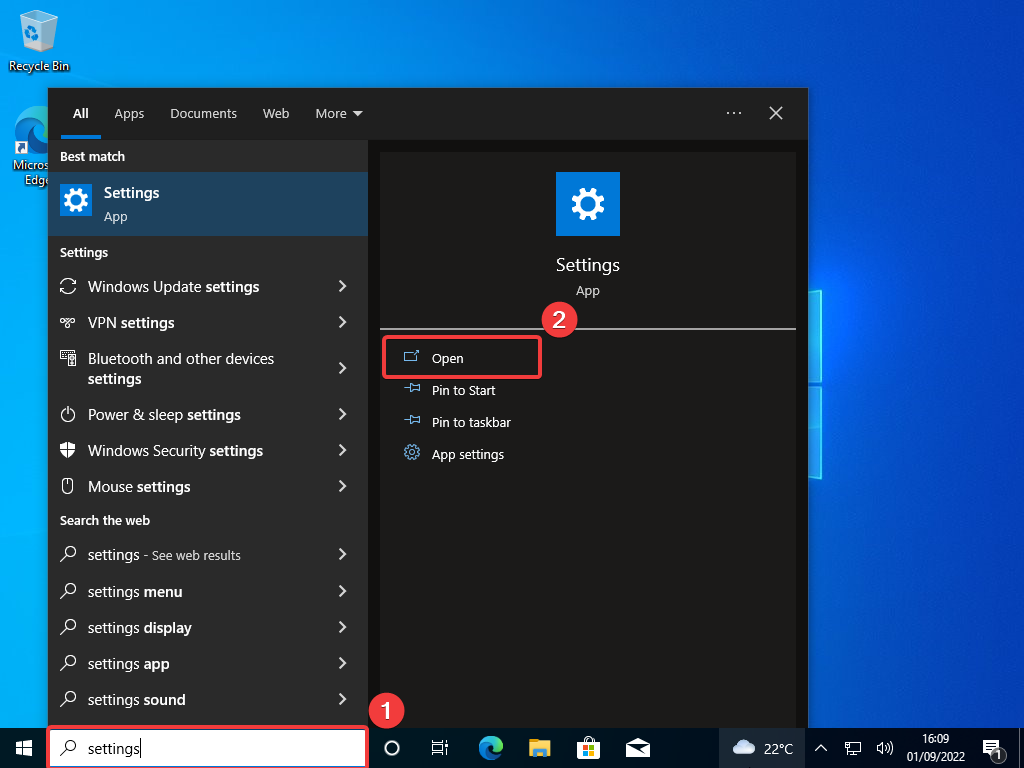 Recycle Bin
Micros
Edge
All Apps Documents Web More
Best match
Settings
App
Settings
Windows Update settings
VPN settings
Bluetooth and other devices
settings
Power & sleep settings
Windows Security settings
Mouse settings
Search the web
settings - See web results
settings menu
settings display
settings app
settings sound
Settings
App
2
Open
Pin to Start
Pin to taskbar
App settings
1
settings
22°C
16:09
01/09/2022
1